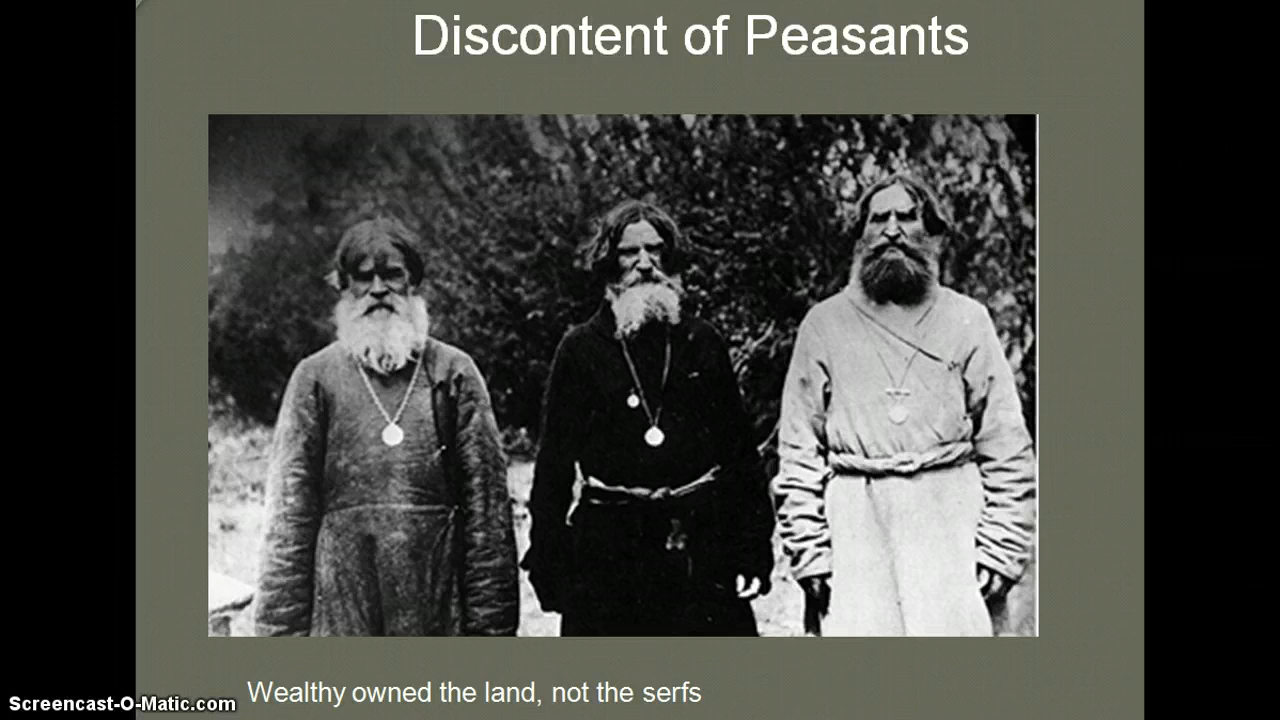 Discontent of Peasants
Wealthy owned the land, not the serfs
Screencast-O-Matic.com